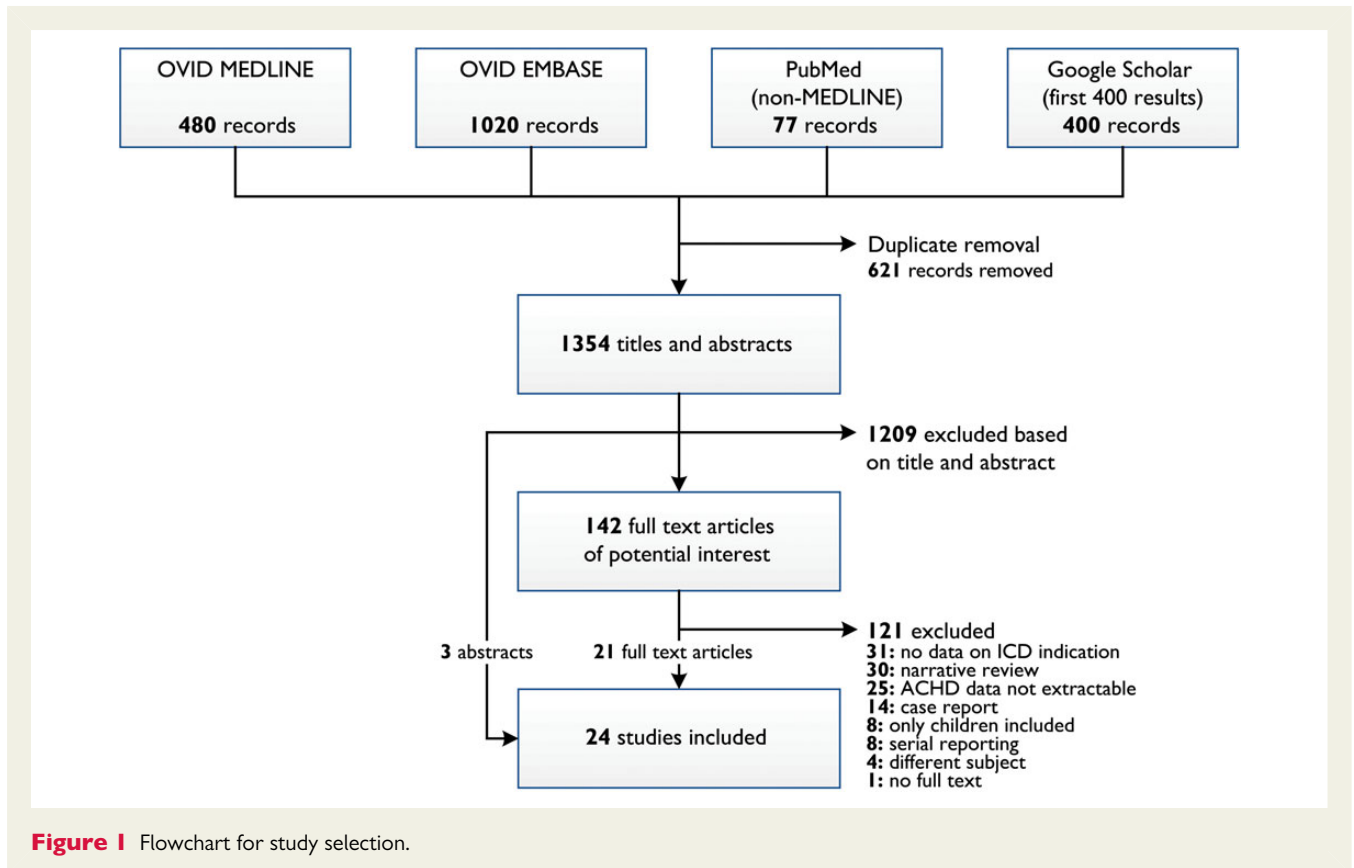 OVID MEDLINE
480 records
OVID EMBASE
1020 records
PubMed
(non-MEDLINE)
77 records
Google Scholar
(first 400 results)
400 records
Duplicate removal
621 records removed
1354 titles and abstracts
1209 excluded based
on title and abstract
142 full text articles
of potential interest
3 abstracts
21 full text articles
121 excluded
31: no data on ICD indication
30: narrative review
25: ACHD data not extractable
14: case report
8: only children included
8: serial reporting
4: different subject
1: no full text
24 studies included
Figure 1 Flowchart for study selection.